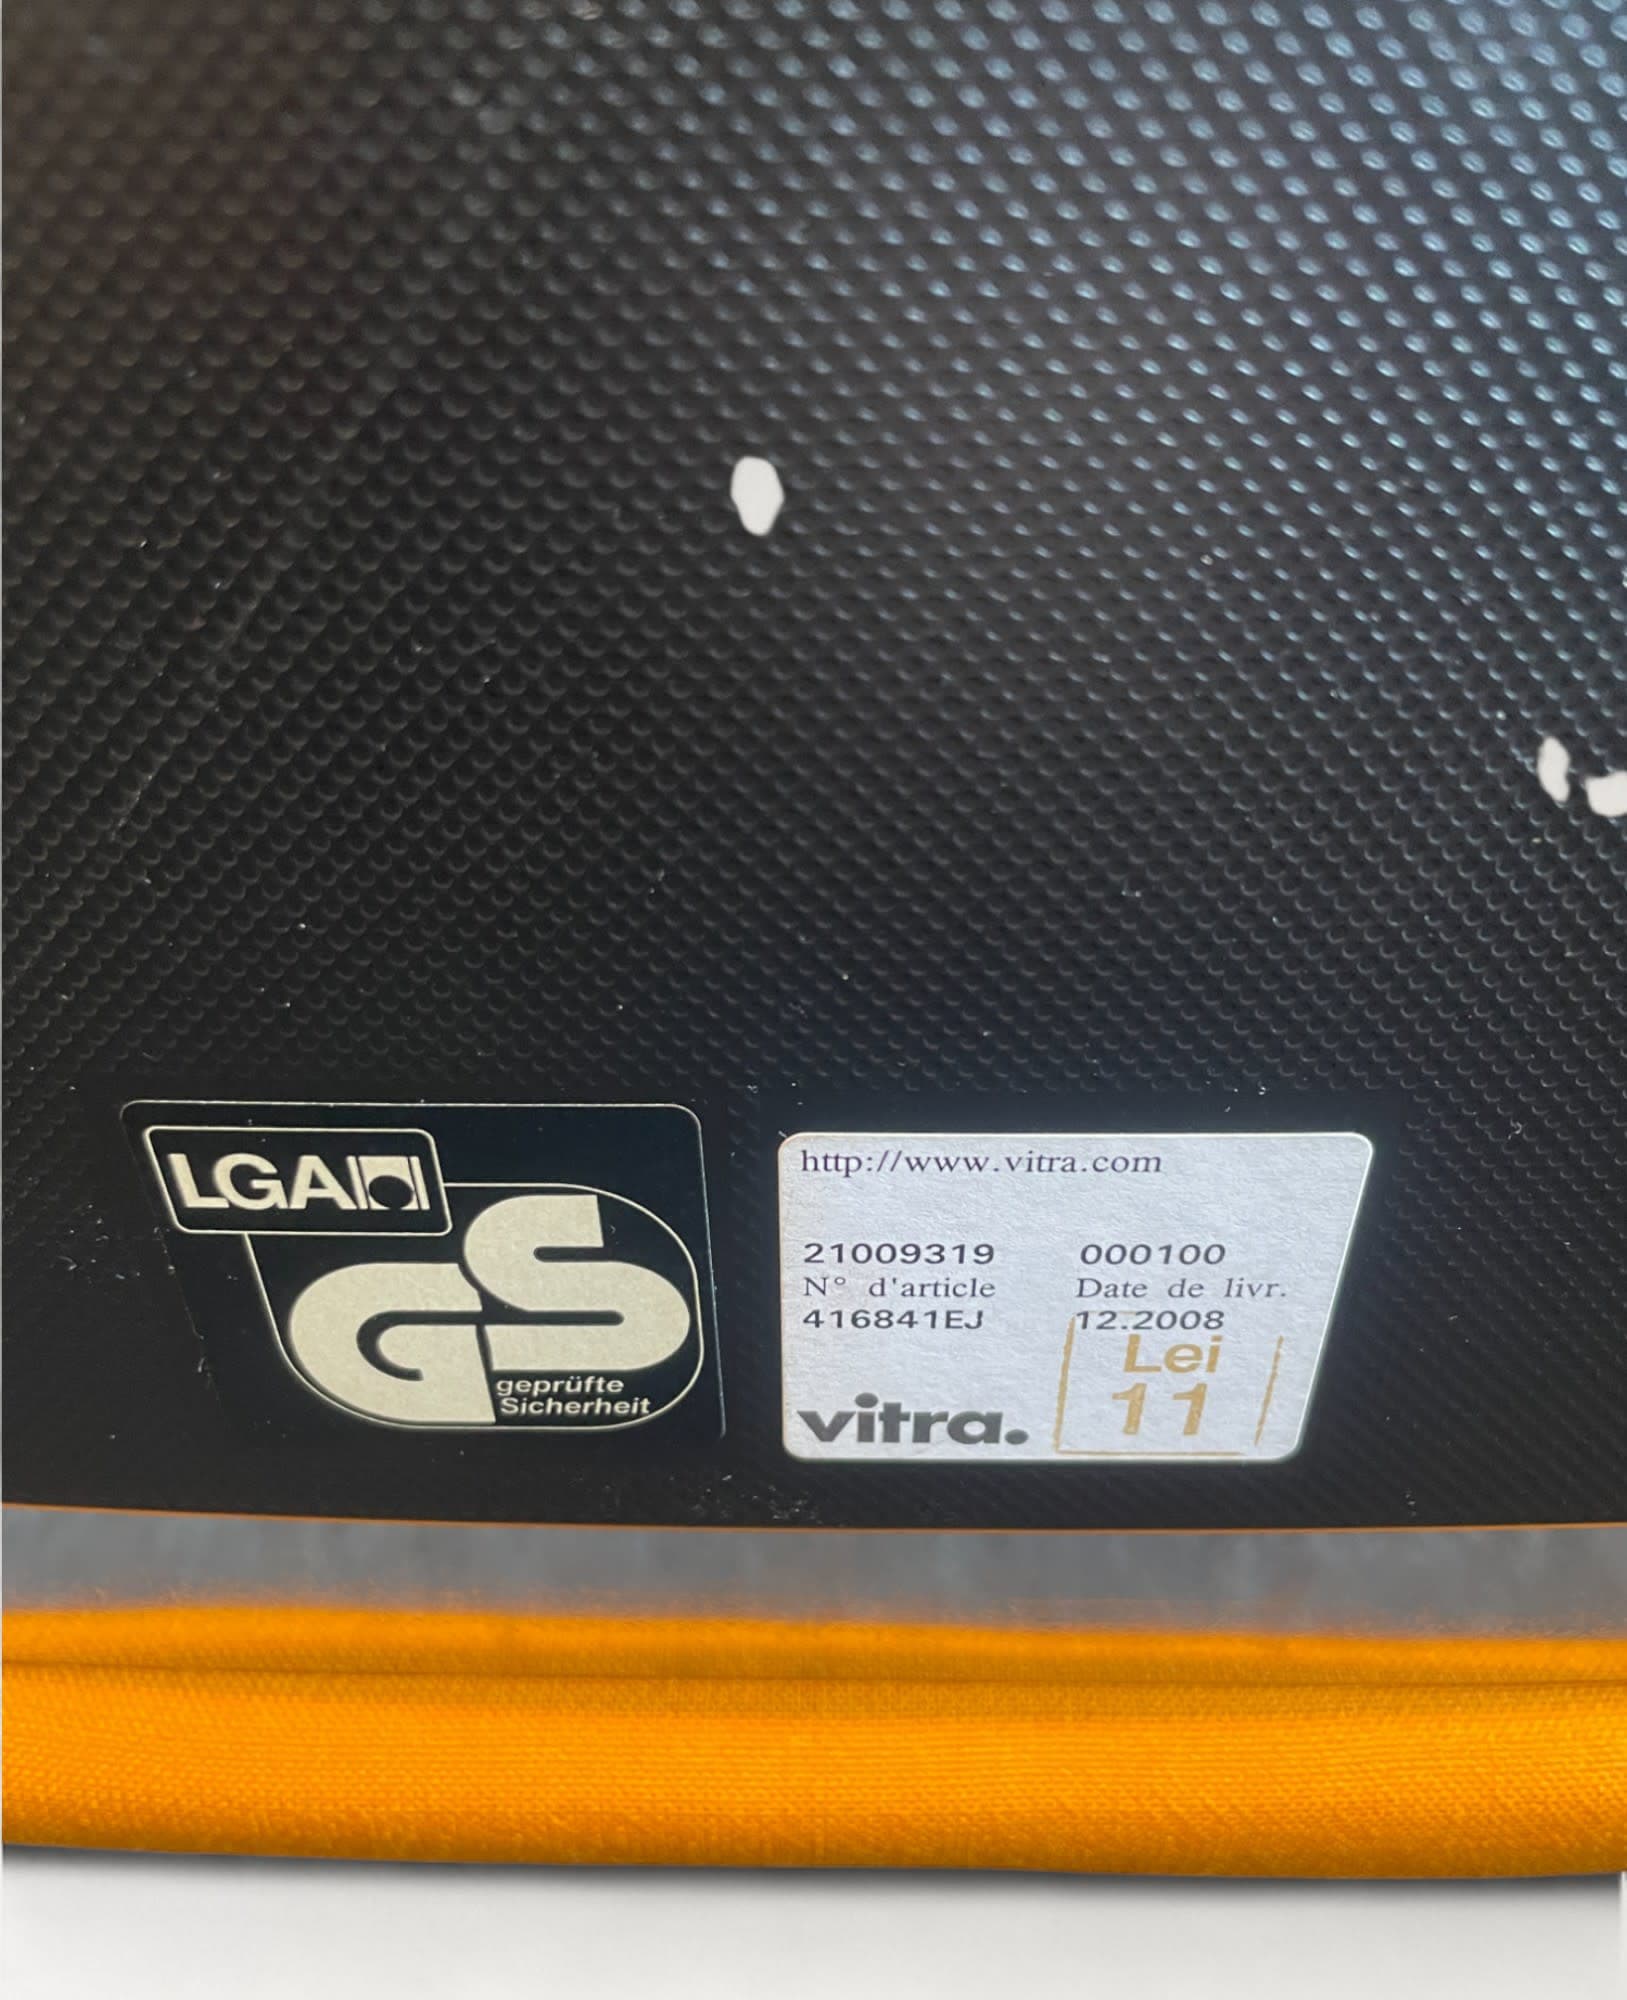 LGA
GS
geprüfte
Sicherheit
http://www.vitra.com
21009319 000100
N° d'article Date de livr.
416841EJ 12.2008
Lei
11
vitra.